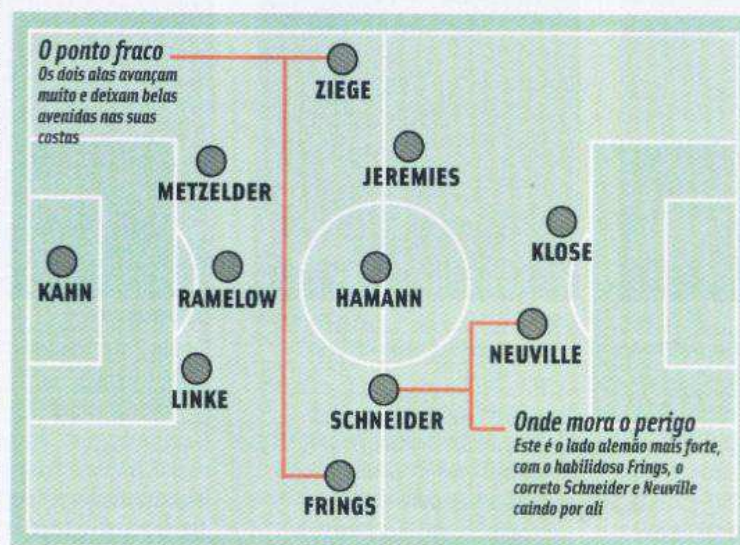 O ponto fraco
Os dois alas avançam
muito e deixam belas
avenidas nas suas
costas
ZIEGE
JEREMIES
METZELDER
KLOSE
KAHN
RAMELOW
HAMANN
NEUVILLE
LINKE
SCHNEIDER
Onde mora o perigo
Este é o lado alemão mais forte,
com o habilidoso Frings, o
correto Schneider e Neuville
caindo por ali
FRINGS